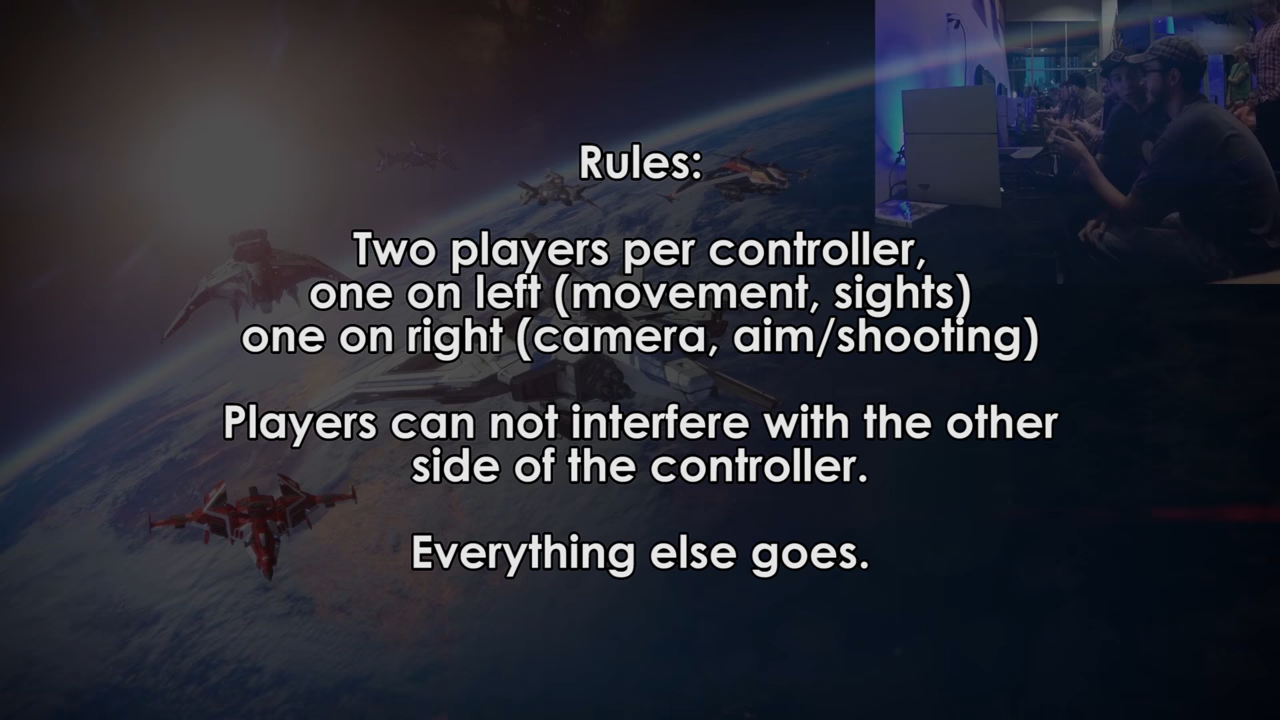 Rules:
Two players per controller,
one on left (movement, sights)
one on right (camera, aim/shooting)
Players can not interfere with the other
side of the controller.
Everything else goes.